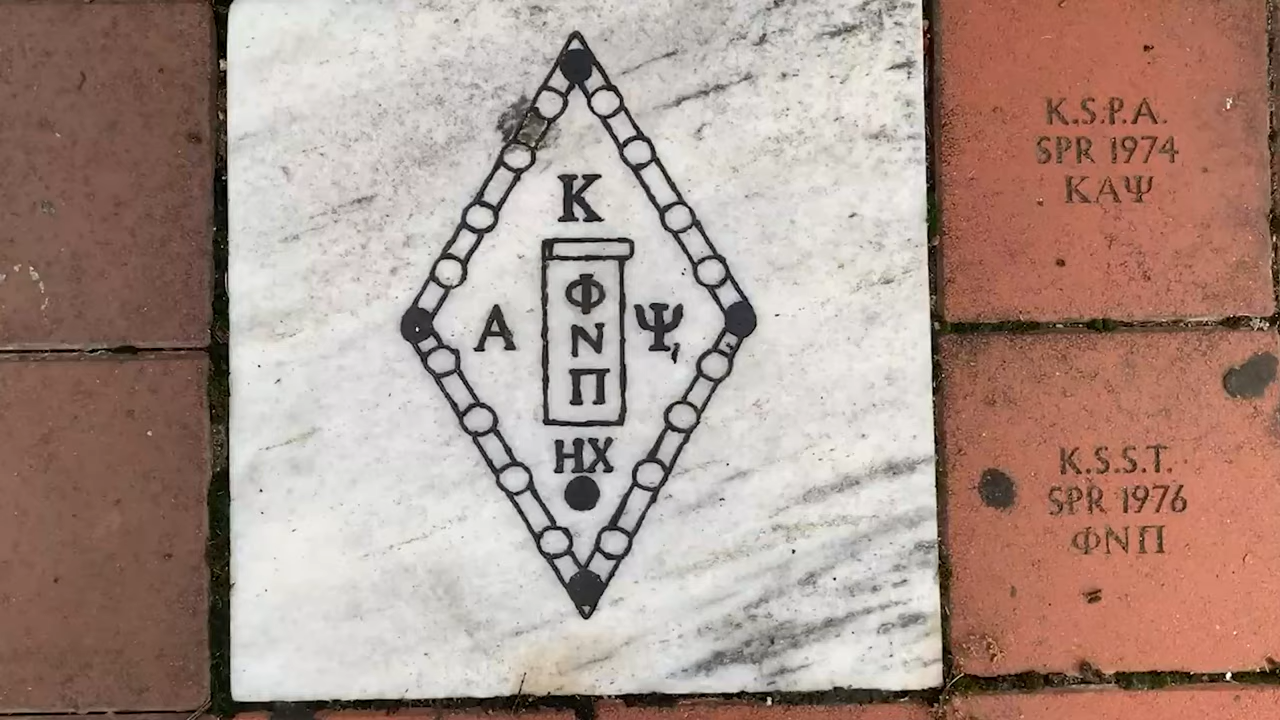 Κ
Α Ψ
Φ
Ν
Π
ΗΧ
K.S.P.A.
SPR 1974
ΚΑΨ
K.S.S.T.
SPR 1976
ΦΝΠ